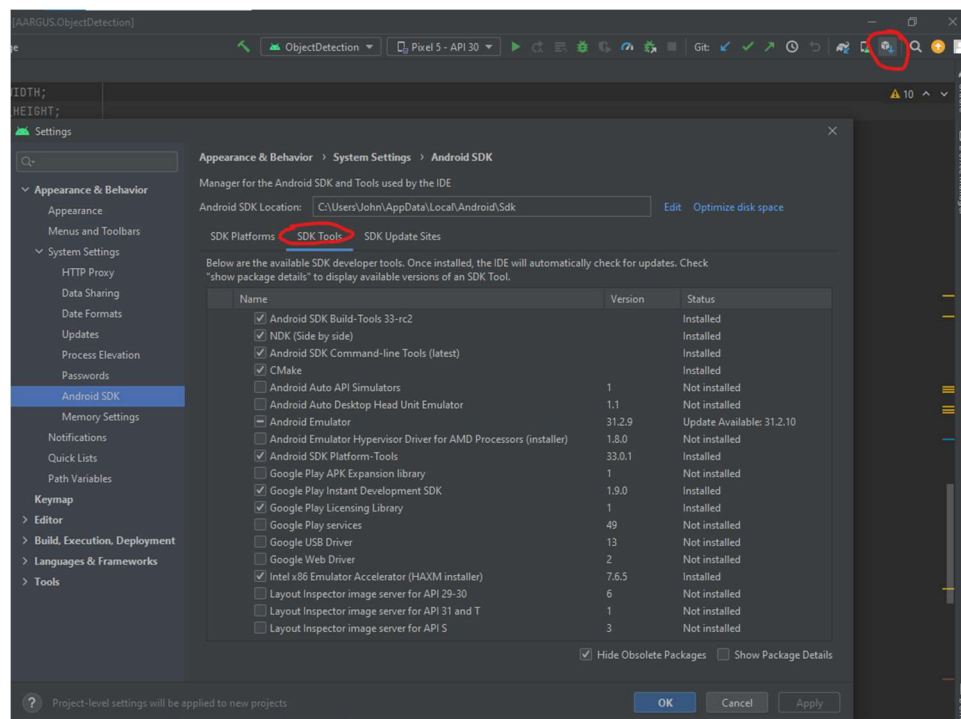 [AARGUS.ObjectDetection]
ge
ObjectDetection
Pixel 5 - API 30
Git:
IDTH;
HEIGHT;
10
Settings
Appearance & Behavior
Appearance
Menus and Toolbars
System Settings
HTTP Proxy
Data Sharing
Date Formats
Updates
Process Elevation
Passwords
Android SDK
Memory Settings
Notifications
Quick Lists
Path Variables
Keymap
Editor
Build, Execution, Deployment
Languages & Frameworks
Tools
Appearance & Behavior > System Settings > Android SDK
Manager for the Android SDK and Tools used by the IDE
Android SDK Location: C:\Users\John\AppData\Local\Android\Sdk Edit Optimize disk space
SDK Platforms SDK Tools SDK Update Sites
Below are the available SDK developer tools. Once installed, the IDE will automatically check for updates. Check
"show package details" to display available versions of an SDK Tool.
Name Version Status
Android SDK Build-Tools 33-rc2 Installed
NDK (Side by side) Installed
Android SDK Command-line Tools (latest) Installed
CMake Installed
Android Auto API Simulators 1 Not installed
Android Auto Desktop Head Unit Emulator 1.1 Not installed
Android Emulator 31.2.9 Update Available: 31.2.10
Android Emulator Hypervisor Driver for AMD Processors (installer) 1.8.0 Not installed
Android SDK Platform-Tools 33.0.1 Installed
Google Play APK Expansion library 1 Not installed
Google Play Instant Development SDK 1.9.0 Installed
Google Play Licensing Library 1 Installed
Google Play services 49 Not installed
Google USB Driver 13 Not installed
Google Web Driver 2 Not installed
Intel x86 Emulator Accelerator (HAXM installer) 7.6.5 Installed
Layout Inspector image server for API 29-30 6 Not installed
Layout Inspector image server for API 31 and T 1 Not installed
Layout Inspector image server for API S 3 Not installed
Hide Obsolete Packages Show Package Details
? Project-level settings will be applied to new projects
OK Cancel Apply